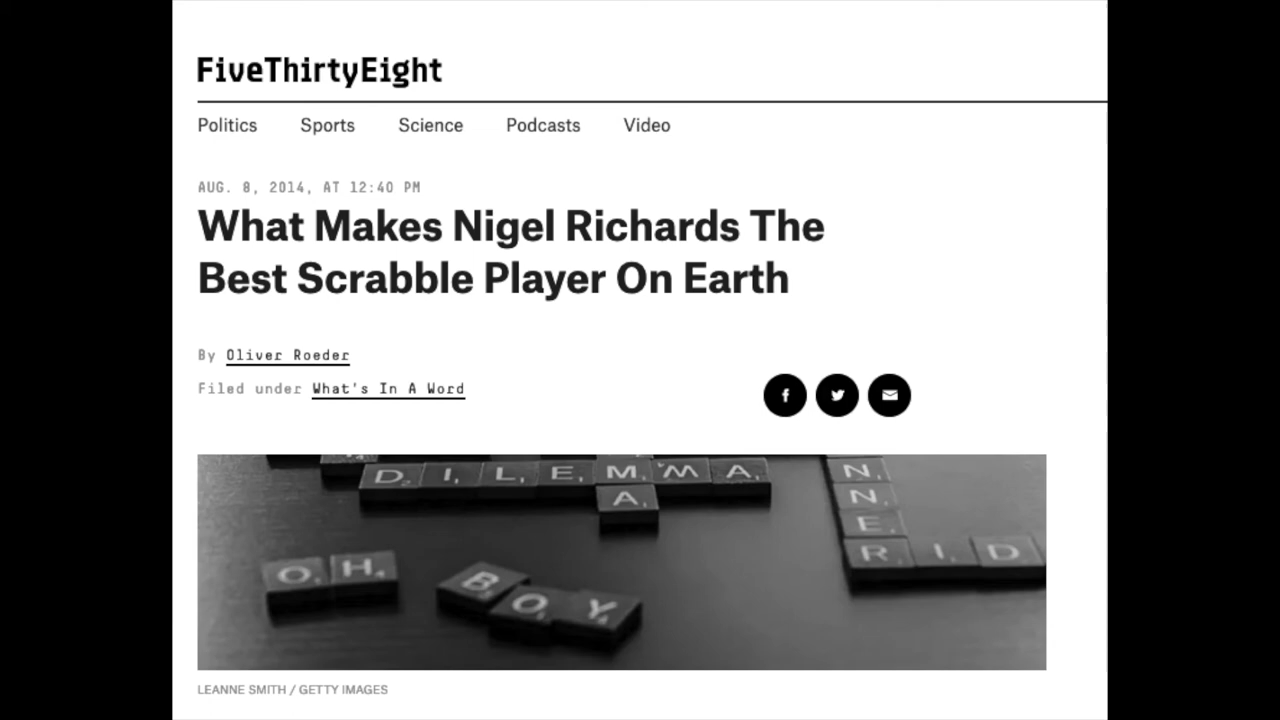 FiveThirtyEight
Politics Sports Science Podcasts Video
AUG. 8, 2014, AT 12:40 PM
What Makes Nigel Richards The
Best Scrabble Player On Earth
By Oliver Roeder
Filed under What's In A Word
DILEMMA
A
N
N
E
RID
OH
BOY
LEANNE SMITH / GETTY IMAGES